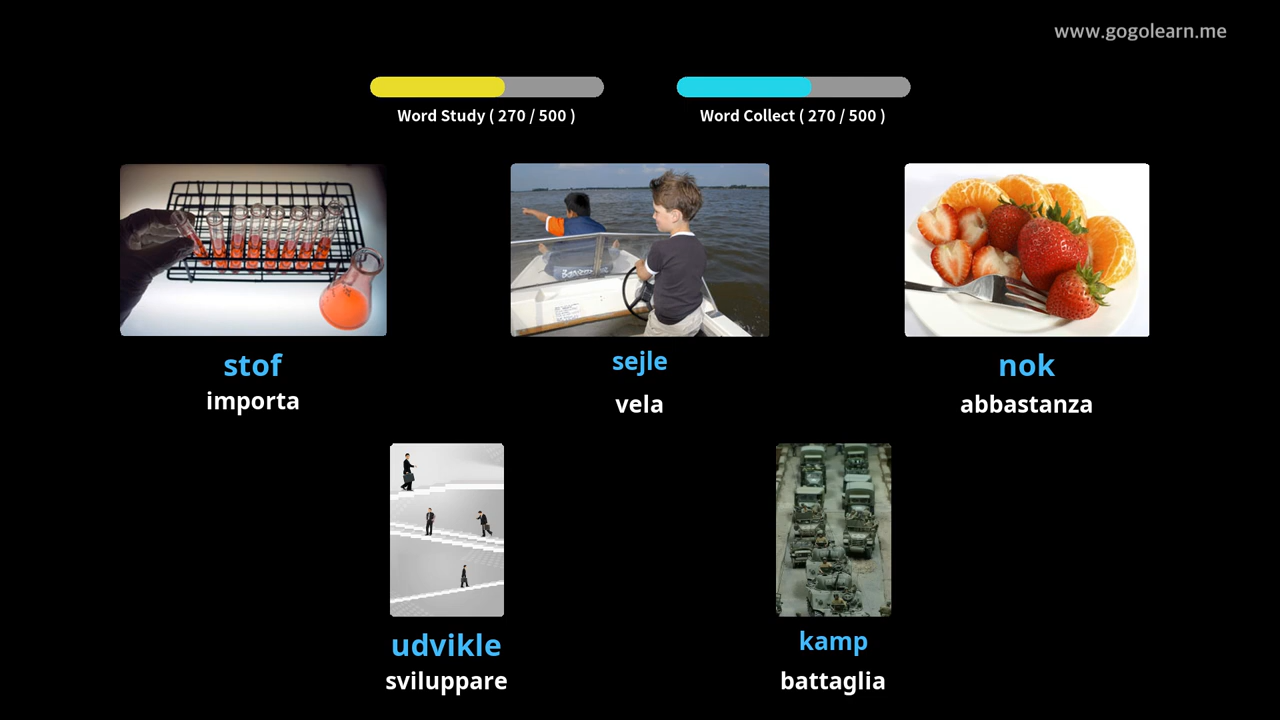 www.gogolearn.me
Word Study ( 270 / 500 )
Word Collect ( 270 / 500 )
stof
importa
sejle
vela
nok
abbastanza
udvikle
sviluppare
kamp
battaglia